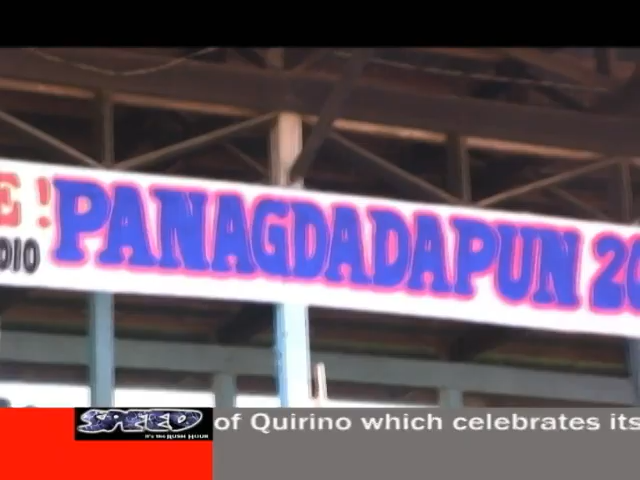 E ! PANAGDADAPUN 20
DIO
SPEED
It's the Rush Hour
of Quirino which celebrates its